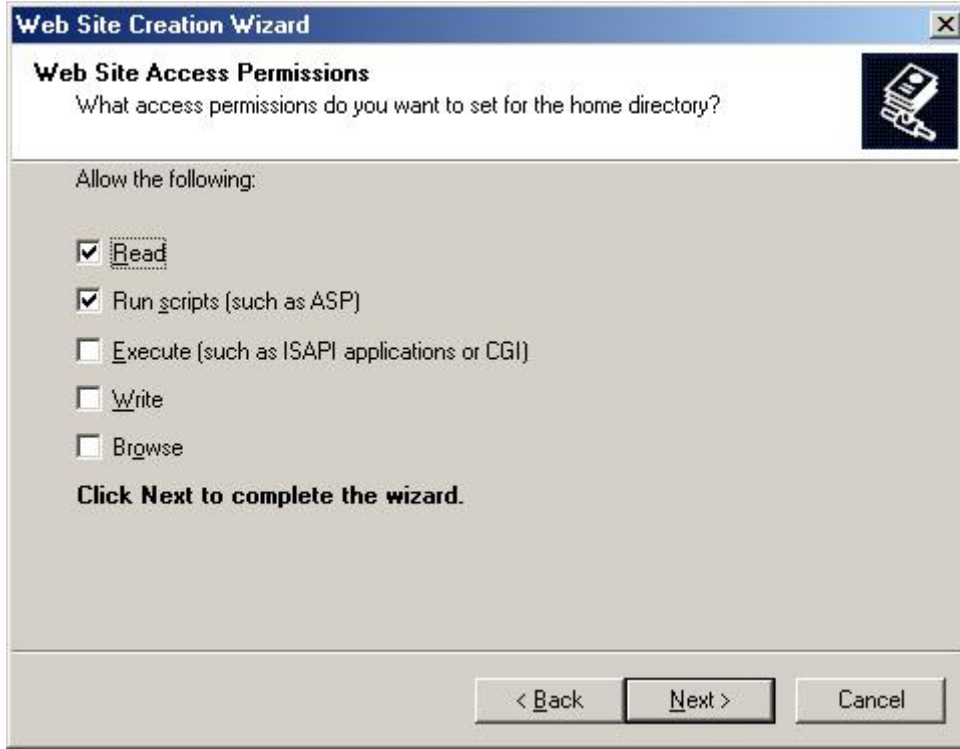 Web Site Creation Wizard
Web Site Access Permissions
What access permissions do you want to set for the home directory?
Allow the following:
Read
Run scripts (such as ASP)
Execute (such as ISAPI applications or CGI)
Write
Browse
Click Next to complete the wizard.
< Back Next > Cancel